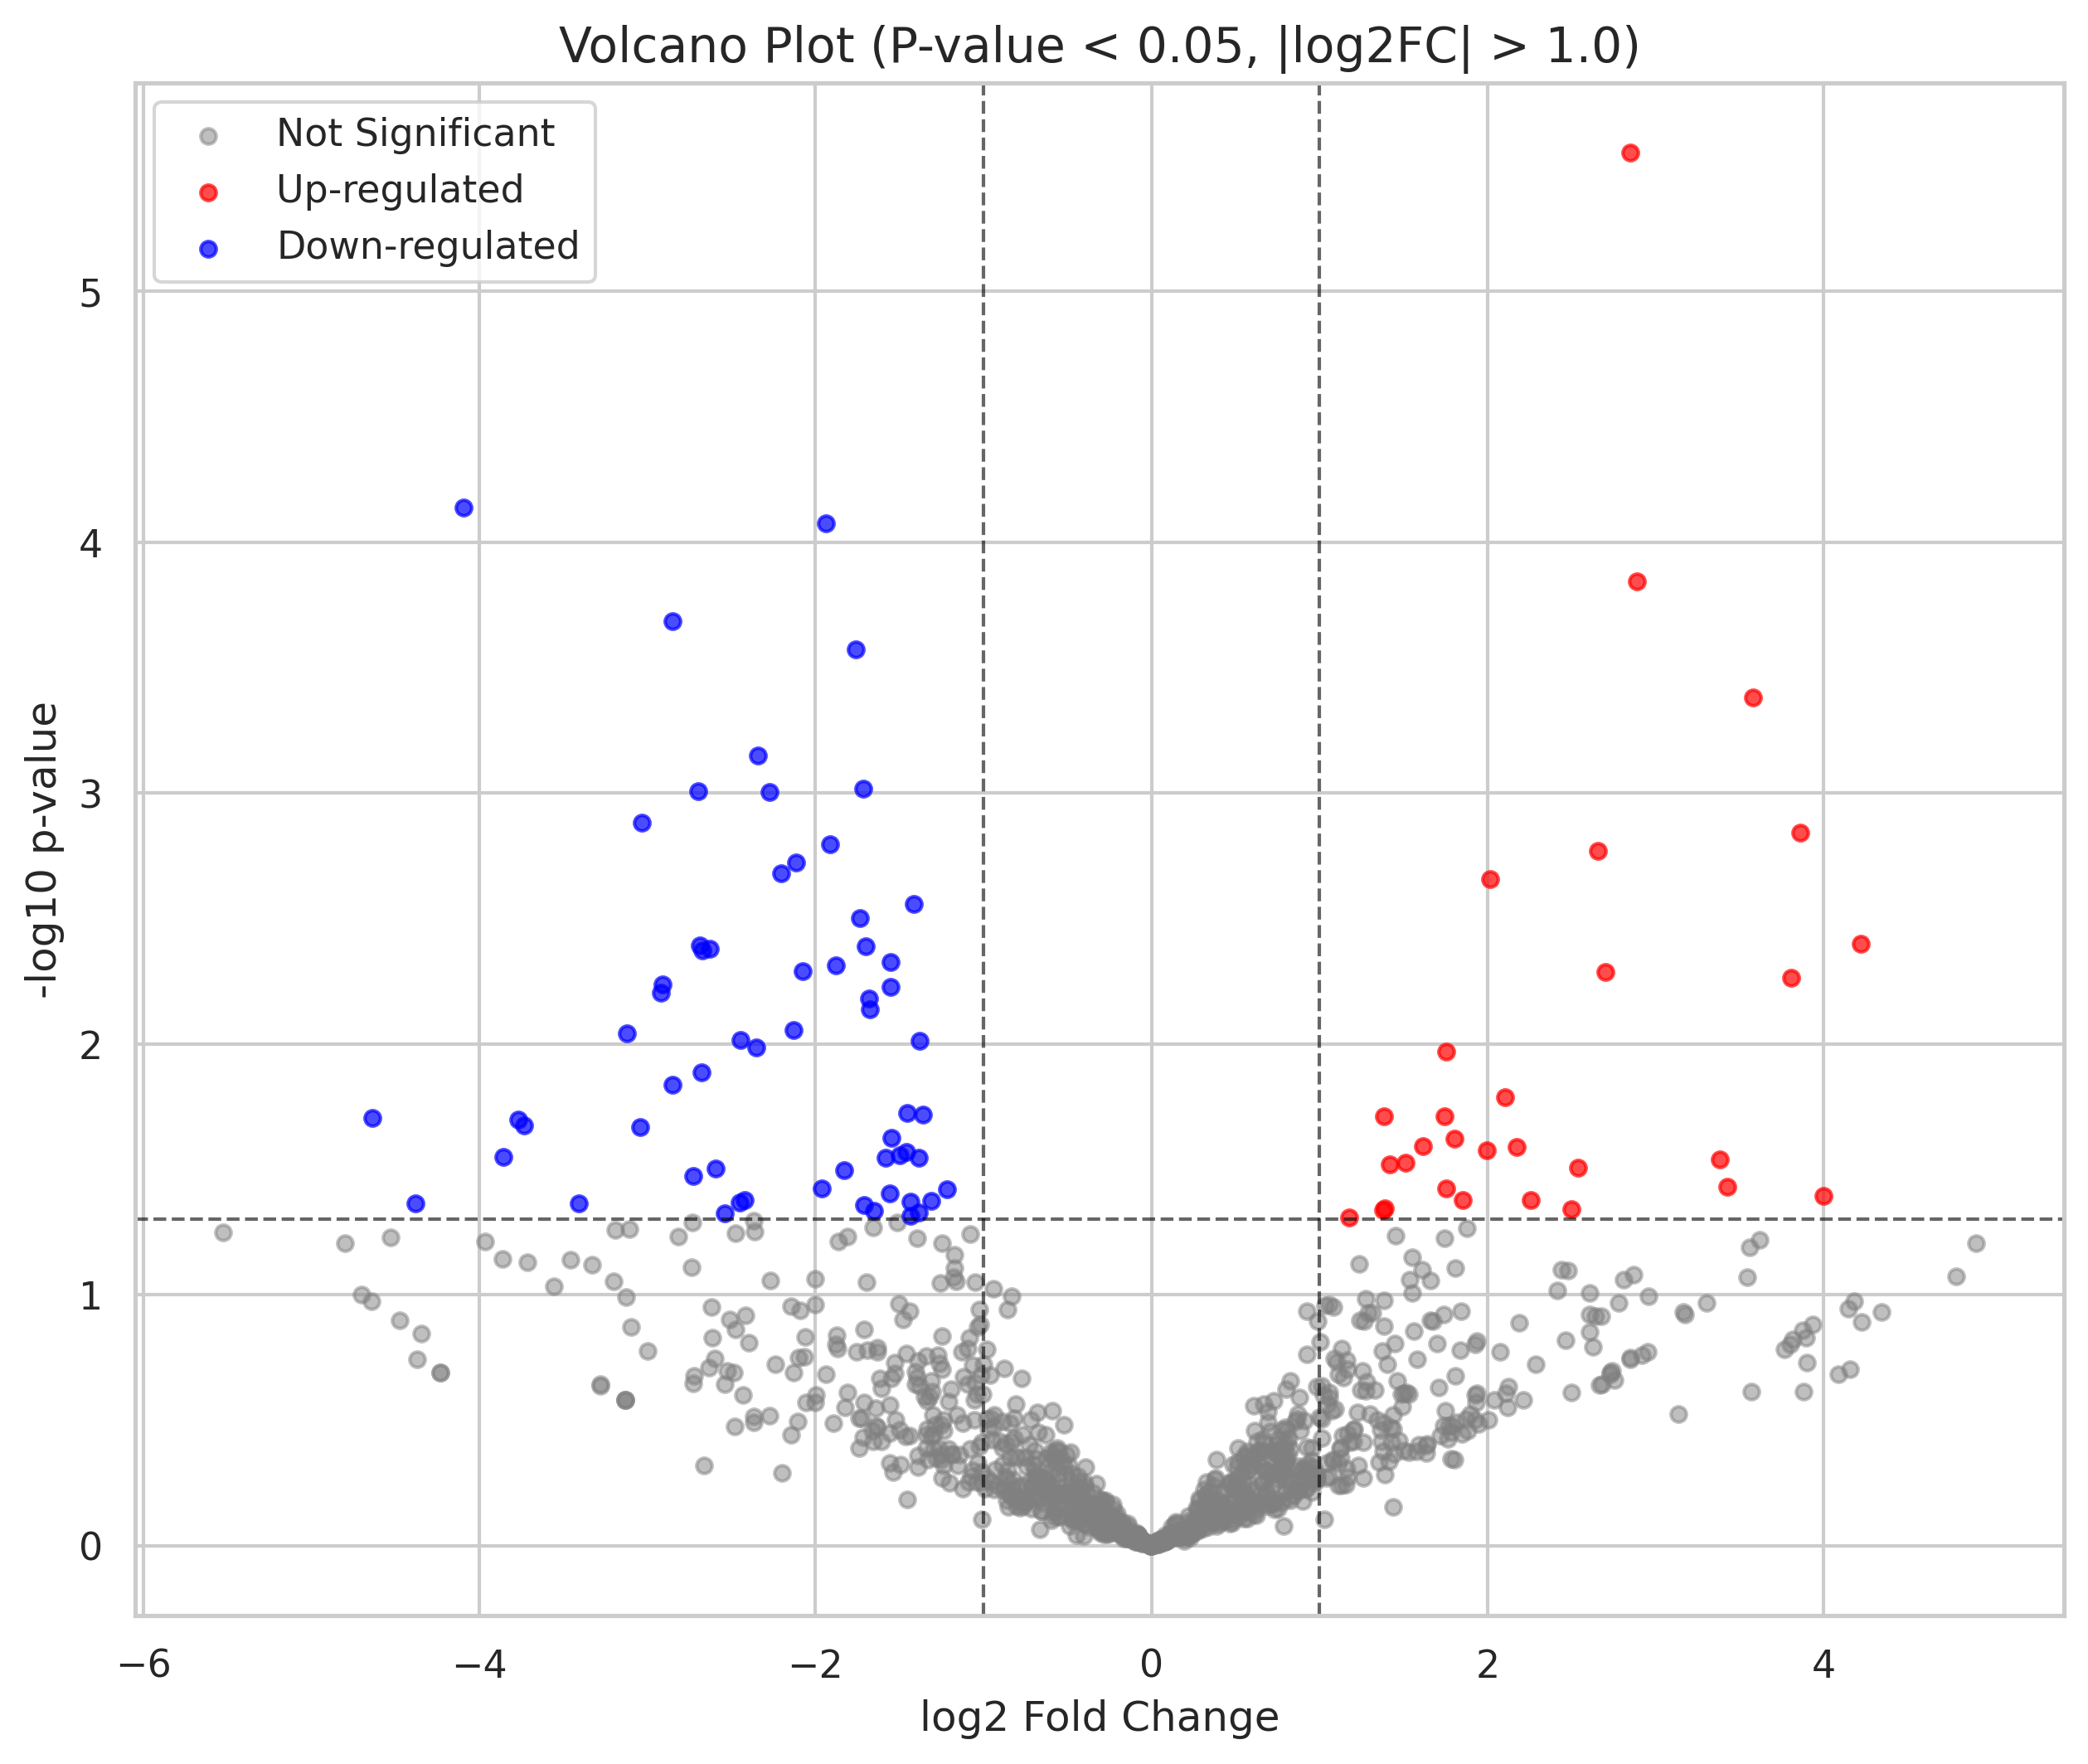 Volcano Plot (P-value < 0.05, |log2FC| > 1.0)
Not Significant
Up-regulated
Down-regulated
5
4
3
2
1
0
-log10 p-value
−6
−4
−2
0
2
4
log2 Fold Change